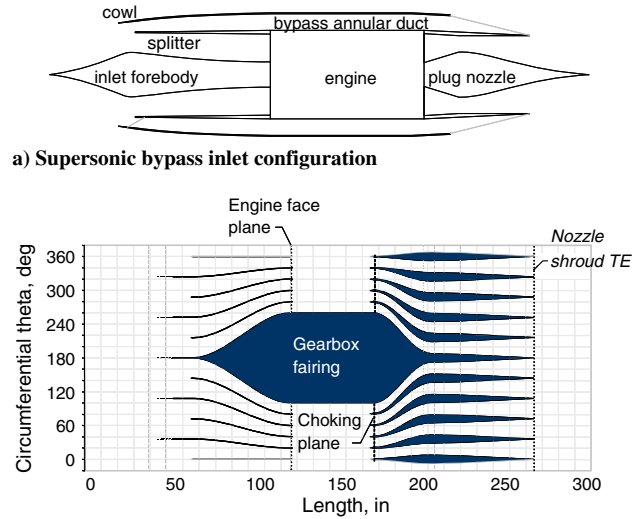 cowl
bypass annular duct
splitter
inlet forebody
engine
plug nozzle
a) Supersonic bypass inlet configuration
Engine face
plane
Nozzle
shroud TE
Circumferential theta, deg
360
300
240
180
120
60
0
Gearbox
fairing
Choking
plane
0
50
100
150
200
250
300
Length, in